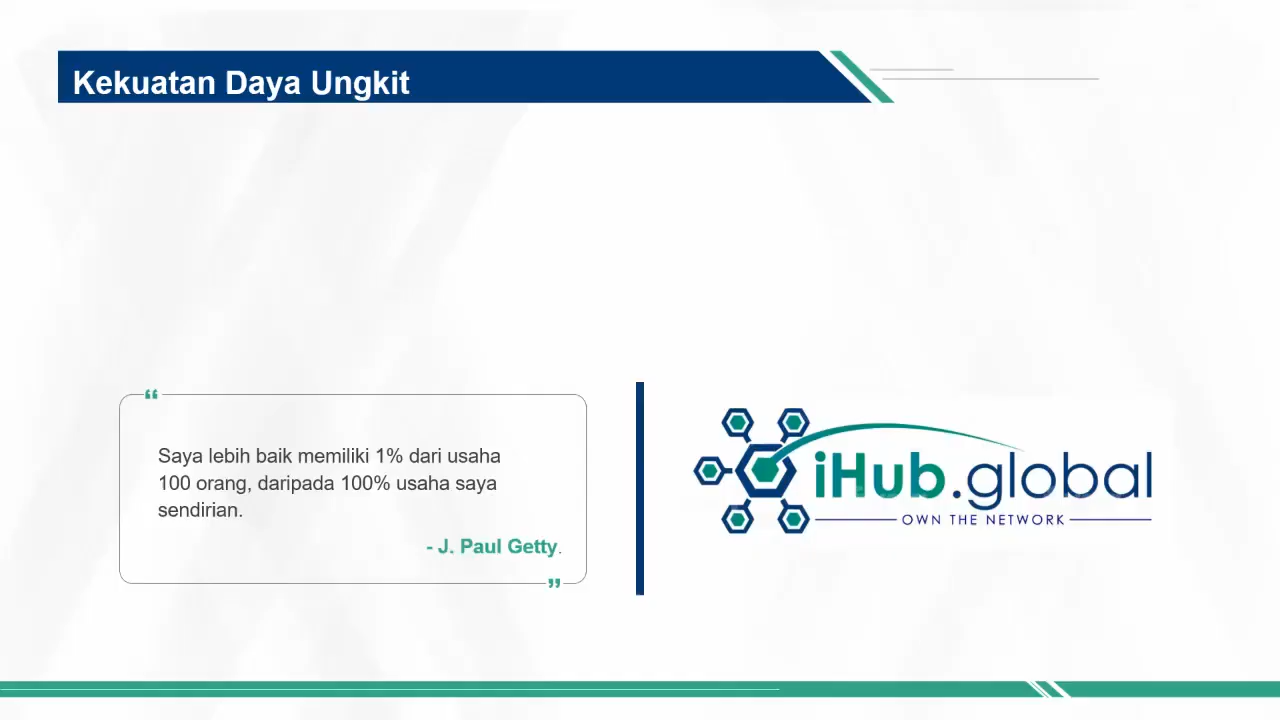 Kekuatan Daya Ungkit
“
Saya lebih baik memiliki 1% dari usaha
100 orang, daripada 100% usaha saya
sendirian.
- J. Paul Getty.
”
iHub.global
OWN THE NETWORK